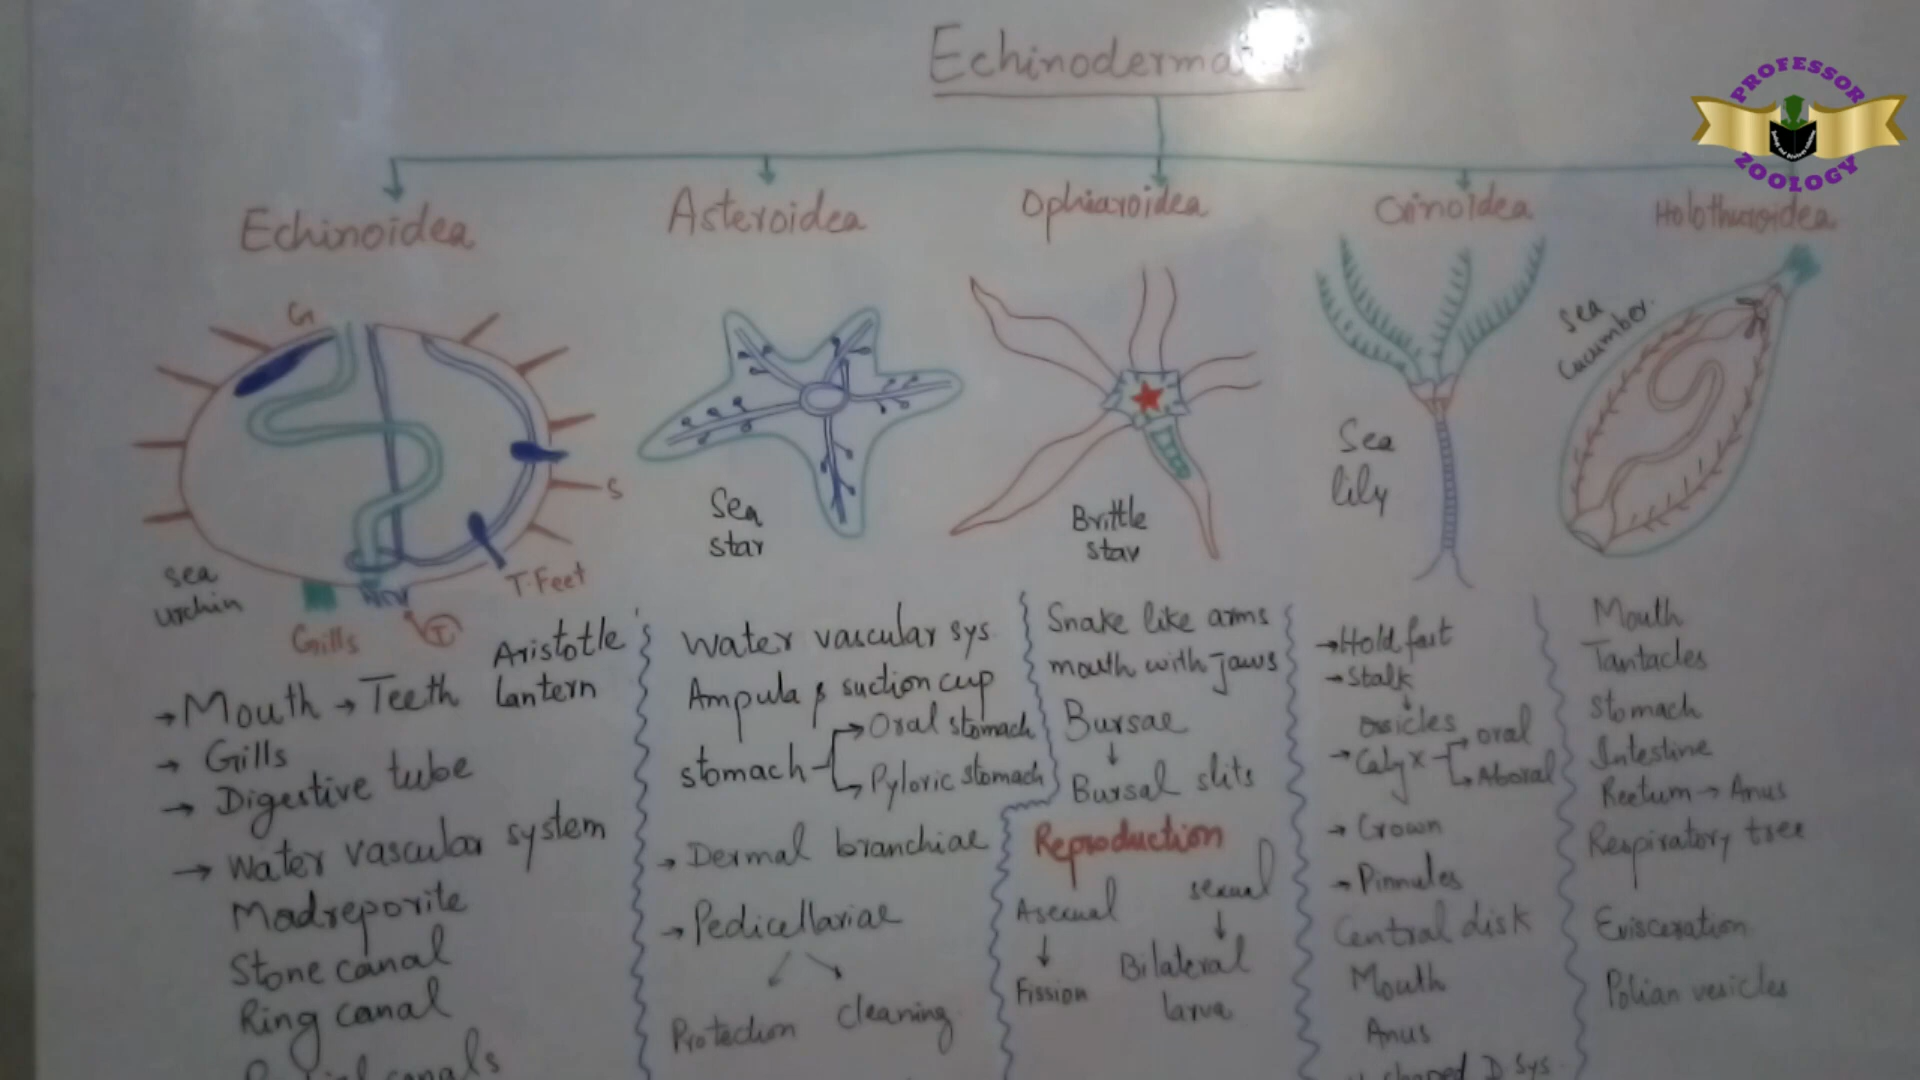 Echinoderma
PROFESSOR
ZOOLOGY
Echinoidea
Asteroidea
Ophiaroidea
Crinoidea
Holothuroidea
G
S
T.Feet
Gills
T
sea
urchin
Sea
star
Brittle
star
Sea
lily
Sea
Cucumber
→ Mouth → Teeth Aristotle's
lantern
→ Gills
→ Digestive tube
→ Water vascular system
Madreporite
Stone canal
Ring canal
canals
Water vascular sys
Ampula & suction cup
stomach → Oral stomach
→ Pyloric stomach
→ Dermal branchiae
→ Pedicellariae
Protection cleaning
Snake like arms
mouth with jaws
Bursae
↓
Bursal slits
Reproduction
Asexual sexual
↓ ↓
Fission Bilateral
larva
→ Hold fast
→ Stalk
↓
ossicles
→ Calyx → oral
→ Aboral
→ Crown
→ Pinnules
Central disk
Mouth
Anus
shaped D sys
Mouth
Tantacles
Stomach
Intestine
Rectum → Anus
Respiratory tree
Evisceration
Polian vesicles